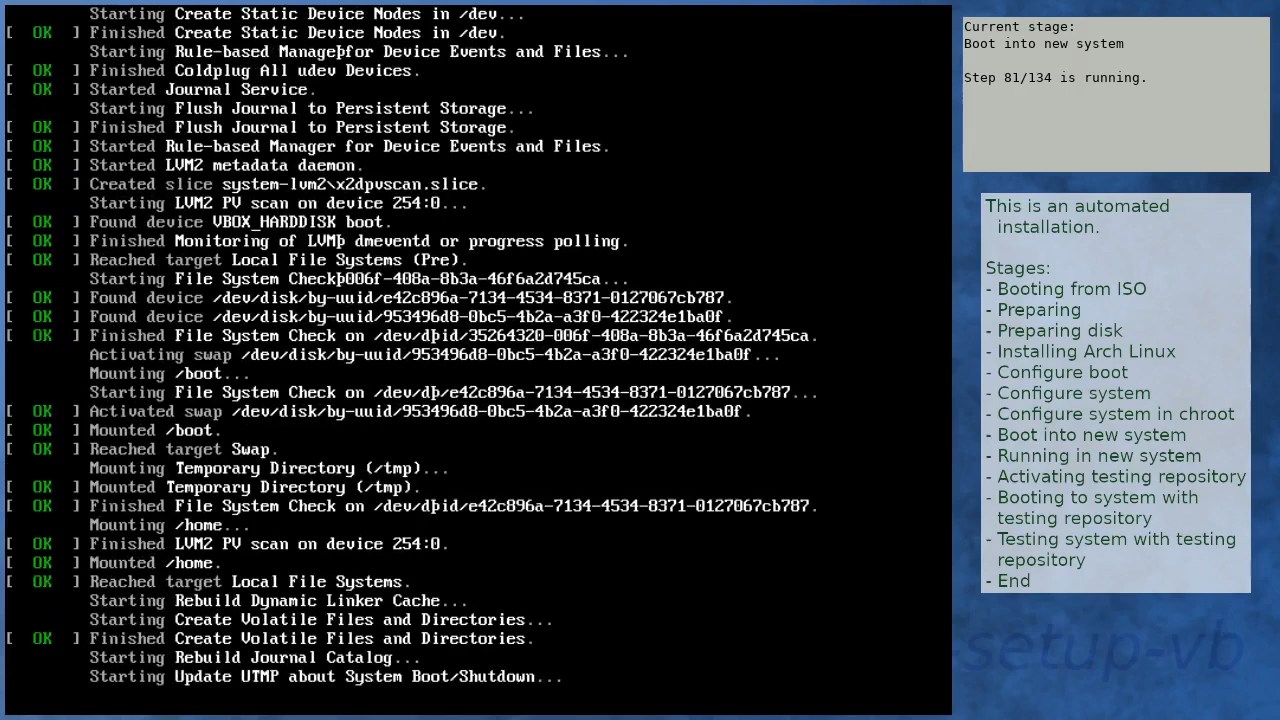 Starting Create Static Device Nodes in /dev...
[  OK  ] Finished Create Static Device Nodes in /dev.
Starting Rule-based Manageþfor Device Events and Files...
[  OK  ] Finished Coldplug All udev Devices.
[  OK  ] Started Journal Service.
Starting Flush Journal to Persistent Storage...
[  OK  ] Finished Flush Journal to Persistent Storage.
[  OK  ] Started Rule-based Manager for Device Events and Files.
[  OK  ] Started LVM2 metadata daemon.
[  OK  ] Created slice system-lvm2\x2dpvscan.slice.
Starting LVM2 PV scan on device 254:0...
[  OK  ] Found device VBOX_HARDDISK boot.
[  OK  ] Finished Monitoring of LVMþ dmeventd or progress polling.
[  OK  ] Reached target Local File Systems (Pre).
Starting File System Checkþ006f-408a-8b3a-46f6a2d745ca...
[  OK  ] Found device /dev/disk/by-uuid/e42c896a-7134-4534-8371-0127067cb787.
[  OK  ] Found device /dev/disk/by-uuid/953496d8-0bc5-4b2a-a3f0-422324e1ba0f.
[  OK  ] Finished File System Check on /dev/dþid/35264320-006f-408a-8b3a-46f6a2d745ca.
Activating swap /dev/disk/by-uuid/953496d8-0bc5-4b2a-a3f0-422324e1ba0f...
Mounting /boot...
Starting File System Check on /dev/dþ/e42c896a-7134-4534-8371-0127067cb787...
[  OK  ] Activated swap /dev/disk/by-uuid/953496d8-0bc5-4b2a-a3f0-422324e1ba0f.
[  OK  ] Mounted /boot.
[  OK  ] Reached target Swap.
Mounting Temporary Directory (/tmp)...
[  OK  ] Mounted Temporary Directory (/tmp).
[  OK  ] Finished File System Check on /dev/dþid/e42c896a-7134-4534-8371-0127067cb787.
Mounting /home...
[  OK  ] Finished LVM2 PV scan on device 254:0.
[  OK  ] Mounted /home.
[  OK  ] Reached target Local File Systems.
Starting Rebuild Dynamic Linker Cache...
Starting Create Volatile Files and Directories...
[  OK  ] Finished Create Volatile Files and Directories.
Starting Rebuild Journal Catalog...
Starting Update UTMP about System Boot/Shutdown...
Current stage:
Boot into new system
Step 81/134 is running.
This is an automated
installation.
Stages:
- Booting from ISO
- Preparing
- Preparing disk
- Installing Arch Linux
- Configure boot
- Configure system
- Configure system in chroot
- Boot into new system
- Running in new system
- Activating testing repository
- Booting to system with
testing repository
- Testing system with testing
repository
- End
setup-vb